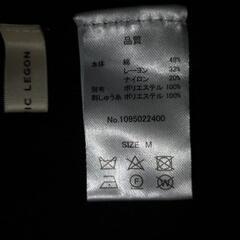 IC LEGON
品質
本体 綿 48%
レーヨン 32%
ナイロン 20%
別布 ポリエステル 100%
刺しゅう糸 ポリエステル 100%
No.1095022400
SIZE M